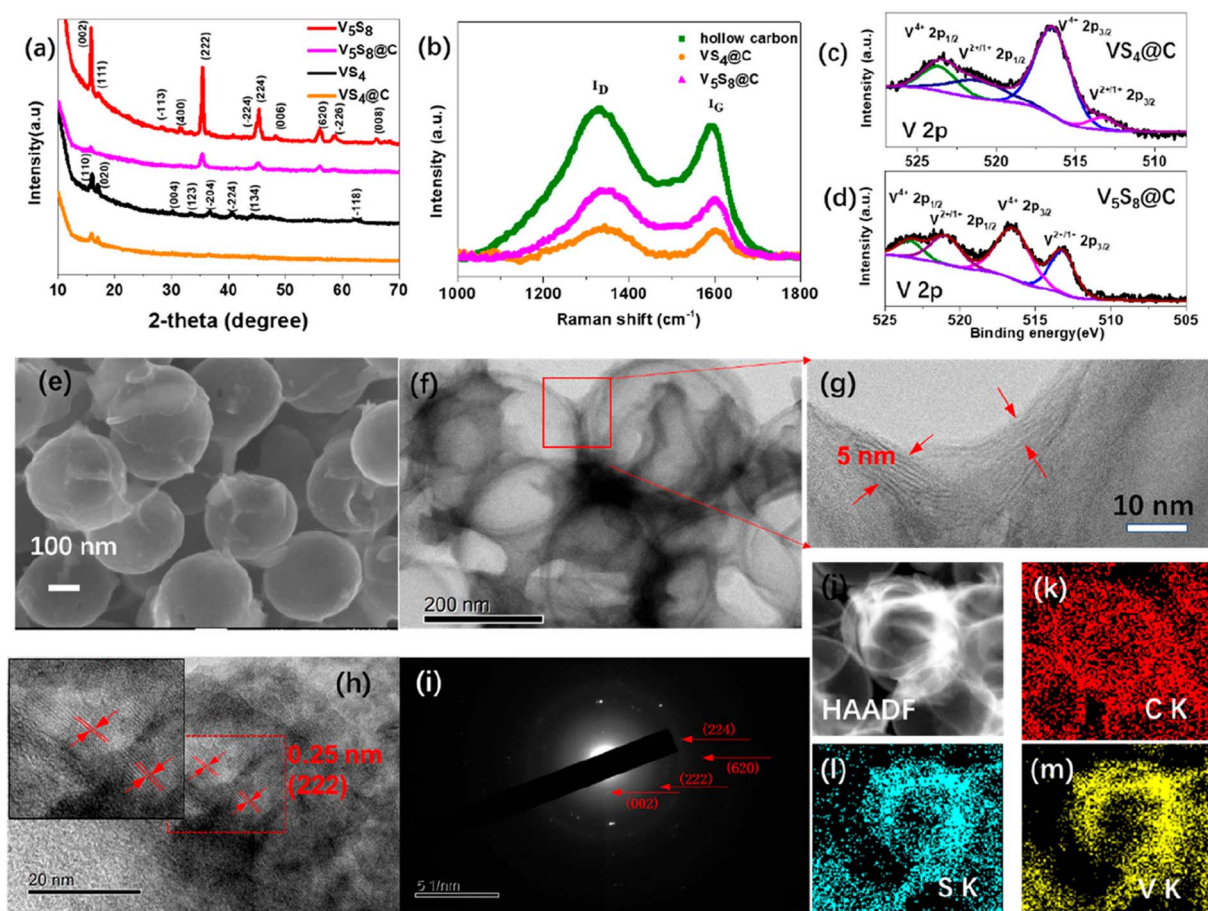 (a)
V5S8
V5S8@C
VS4
VS4@C
(002)
(111)
(-113)
(400)
(222)
(-224)
(224)
(006)
(620)
(-226)
(008)
(110)
(020)
(004)
(123)
(-204)
(-224)
(134)
(-118)
Intensity(a.u)
10 20 30 40 50 60 70
2-theta (degree)
(b)
hollow carbon
VS4@C
V5S8@C
ID
IG
Intensity (a.u.)
1000 1200 1400 1600 1800
Raman shift (cm-1)
(c)
V4+ 2p1/2
V2+/1+ 2p1/2
V4+ 2p3/2
VS4@C
V2+/1+ 2p3/2
V 2p
Intensity (a.u.)
525 520 515 510
(d)
V4+ 2p1/2
V2+/1+ 2p1/2
V4+ 2p3/2
V2+/1+ 2p3/2
V5S8@C
V 2p
Intensity (a.u.)
525 520 515 510 505
Binding energy(eV)
(e)
100 nm
(f)
200 nm
(g)
5 nm
10 nm
(h)
0.25 nm
(222)
20 nm
(i)
(224)
(620)
(222)
(002)
5 1/nm
(j)
HAADF
(k)
C K
(l)
S K
(m)
V K